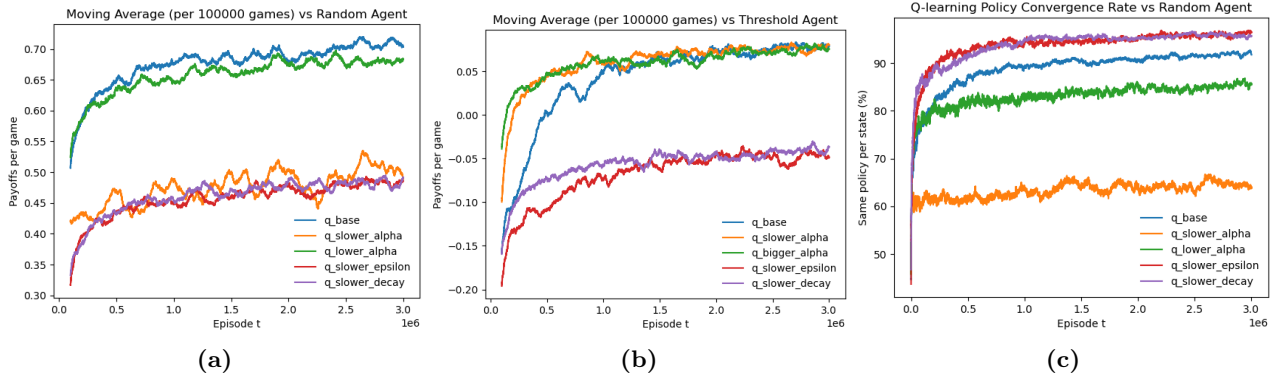 Moving Average (per 100000 games) vs Random Agent
Payoffs per game
0.70
0.65
0.60
0.55
0.50
0.45
0.40
0.35
0.30
q_base
q_slower_alpha
q_lower_alpha
q_slower_epsilon
q_slower_decay
0.0 0.5 1.0 1.5 2.0 2.5 3.0
Episode t
1e6
(a)
Moving Average (per 100000 games) vs Threshold Agent
Payoffs per game
0.05
0.00
−0.05
−0.10
−0.15
−0.20
q_base
q_slower_alpha
q_bigger_alpha
q_slower_epsilon
q_slower_decay
0.0 0.5 1.0 1.5 2.0 2.5 3.0
Episode t
1e6
(b)
Q-learning Policy Convergence Rate vs Random Agent
Same policy per state (%)
90
80
70
60
50
q_base
q_slower_alpha
q_lower_alpha
q_slower_epsilon
q_slower_decay
0.0 0.5 1.0 1.5 2.0 2.5 3.0
Episode t
1e6
(c)